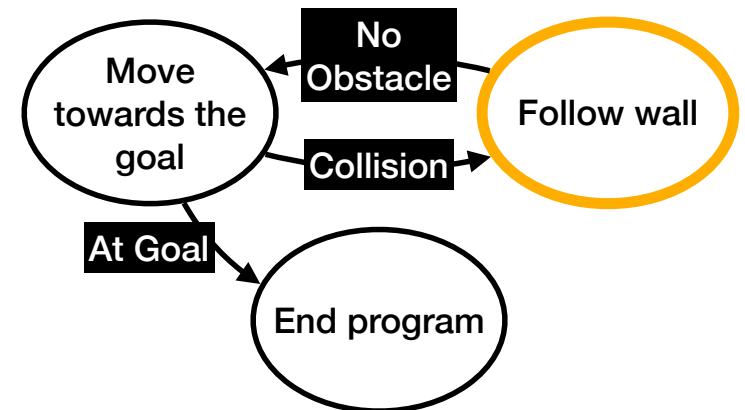 Move
towards the
goal
No
Obstacle
Collision
Follow wall
At Goal
End program